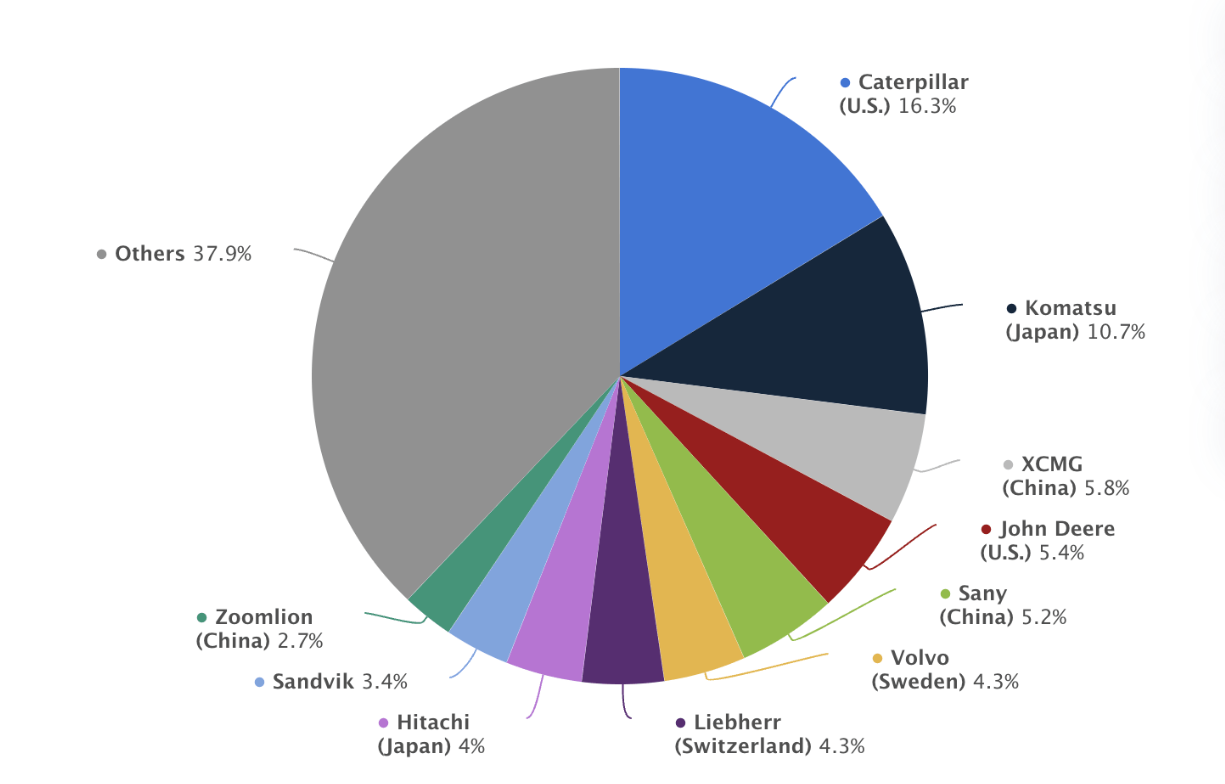 Caterpillar
(U.S.) 16.3%
Others 37.9%
Komatsu
(Japan) 10.7%
XCMG
(China) 5.8%
John Deere
(U.S.) 5.4%
Sany
(China) 5.2%
Zoomlion
(China) 2.7%
Volvo
(Sweden) 4.3%
Sandvik 3.4%
Hitachi
(Japan) 4%
Liebherr
(Switzerland) 4.3%